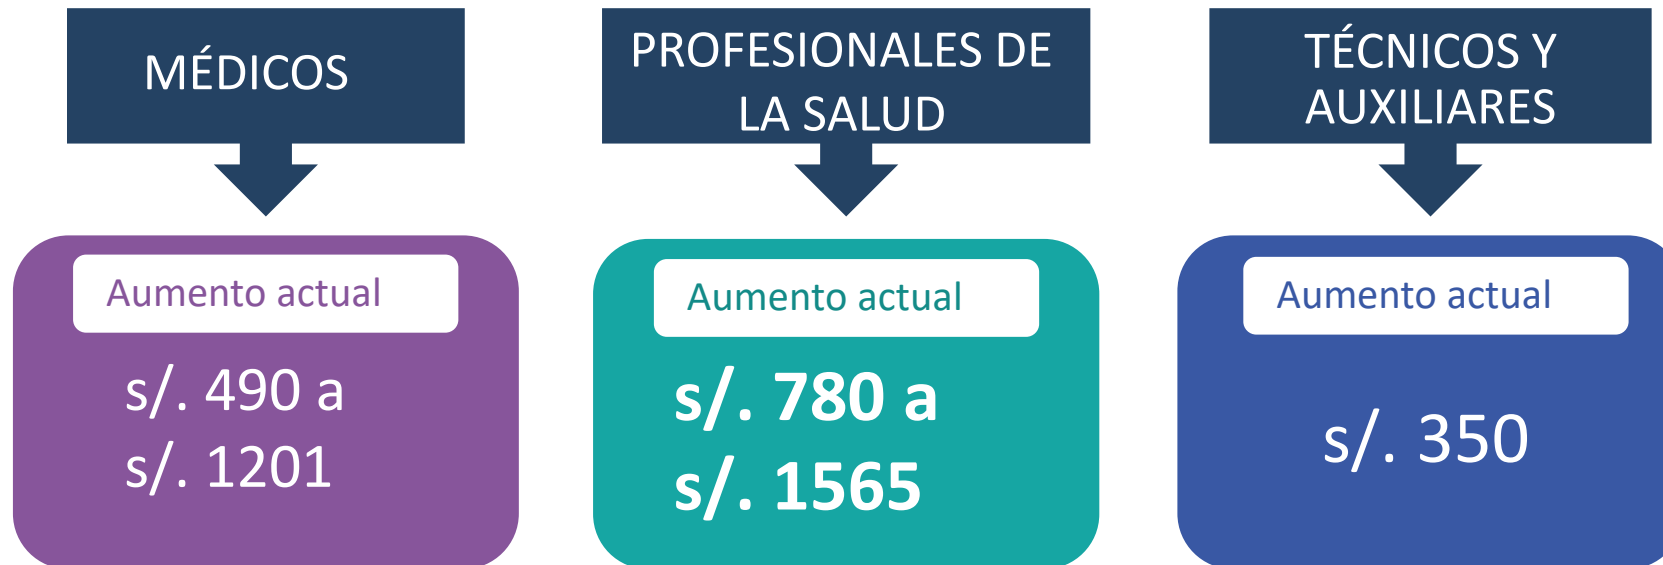 MÉDICOS
Aumento actual
s/. 490 a
s/. 1201
PROFESIONALES DE
LA SALUD
Aumento actual
s/. 780 a
s/. 1565
TÉCNICOS Y
AUXILIARES
Aumento actual
s/. 350